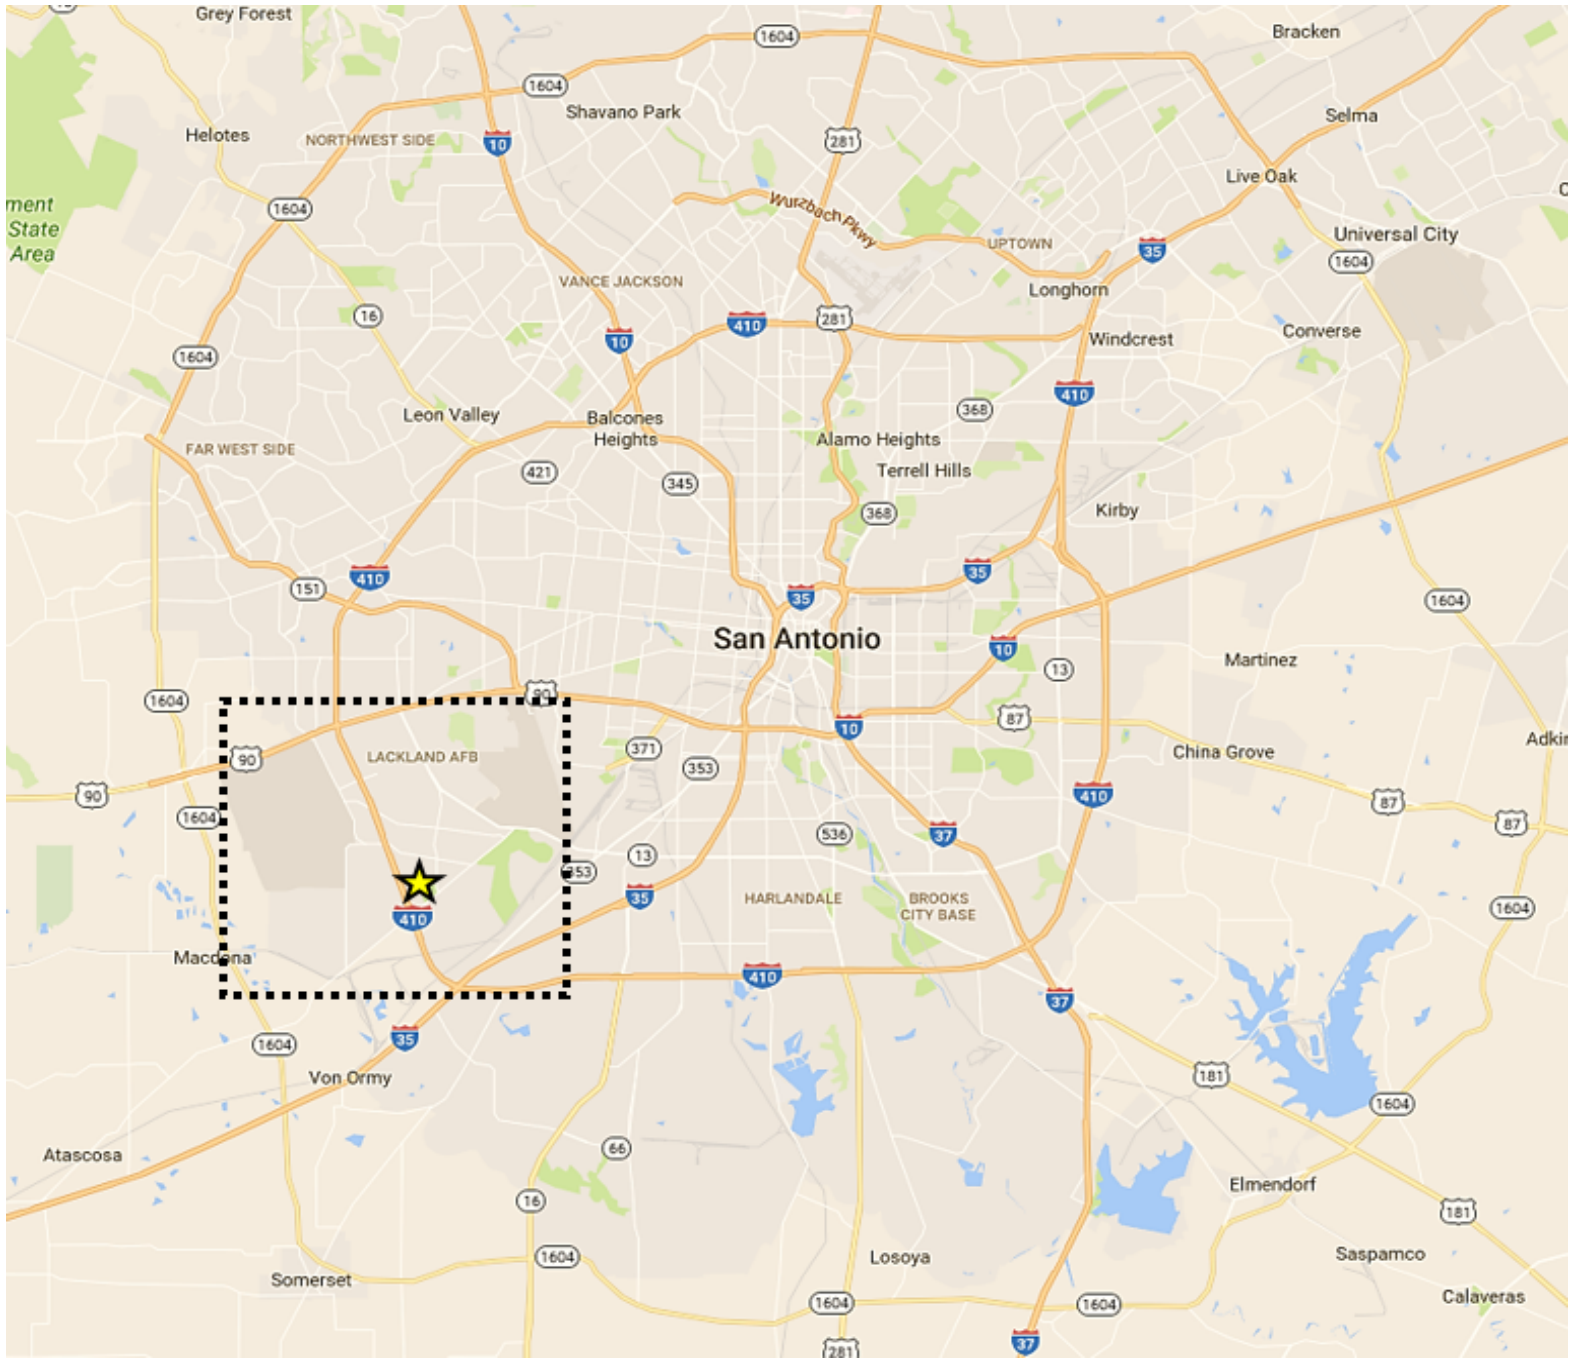 Grey Forest
Bracken
1604
1604
Shavano Park
Selma
Helotes
NORTHWEST SIDE
10
281
Live Oak
ment
State
Area
1604
Wurzbach Pkwy
UPTOWN
Universal City
35
1604
VANCE JACKSON
Longhorn
16
410
281
10
Windcrest
Converse
1604
410
Leon Valley
Balcones
Heights
368
Alamo Heights
FAR WEST SIDE
Terrell Hills
421
345
368
Kirby
410
151
35
35
1604
San Antonio
10
13
Martinez
1604
90
87
10
LACKLAND AFB
371
353
90
China Grove
Adkin
90
410
87
87
1604
536
37
13
353
35
HARLANDALE
BROOKS
CITY BASE
1604
410
Macdona
410
37
35
1604
Von Ormy
181
1604
66
Atascosa
Elmendorf
16
181
Losoya
Saspamco
1604
Somerset
Calaveras
1604
1604
37
281